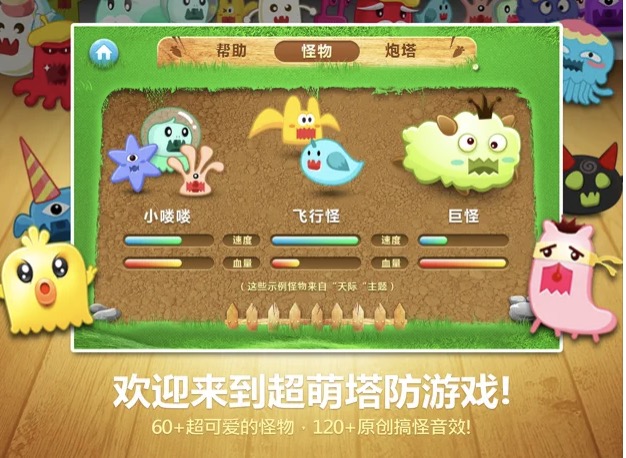 帮助 怪物 炮塔
小喽喽 飞行怪 巨怪
速度 速度
血量 血量
（这些示例怪物来自“天际“主题）
欢迎来到超萌塔防游戏!
60+超可爱的怪物 · 120+原创搞怪音效!